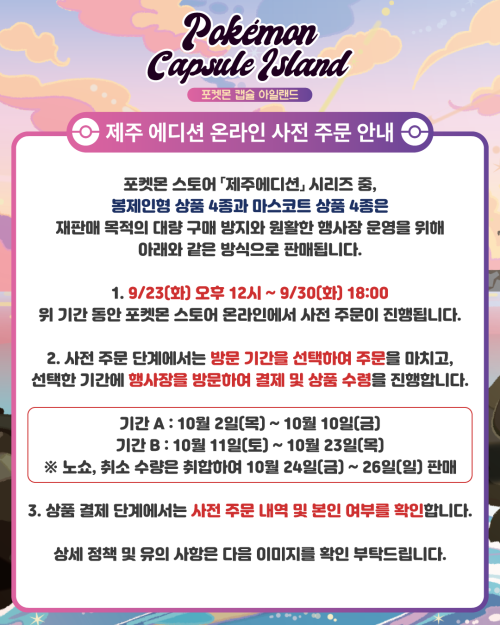 Pokémon
Capsule Island
포켓몬 캡슐 아일랜드
제주 에디션 온라인 사전 주문 안내
포켓몬 스토어 「제주에디션」 시리즈 중,
봉제인형 상품 4종과 마스코트 상품 4종은
재판매 목적의 대량 구매 방지와 원활한 행사장 운영을 위해
아래와 같은 방식으로 판매됩니다.
1. 9/23(화) 오후 12시 ~ 9/30(화) 18:00
위 기간 동안 포켓몬 스토어 온라인에서 사전 주문이 진행됩니다.
2. 사전 주문 단계에서는 방문 기간을 선택하여 주문을 마치고,
선택한 기간에 행사장을 방문하여 결제 및 상품 수령을 진행합니다.
기간 A : 10월 2일(목) ~ 10월 10일(금)
기간 B : 10월 11일(토) ~ 10월 23일(목)
※ 노쇼, 취소 수량은 취합하여 10월 24일(금) ~ 26일(일) 판매
3. 상품 결제 단계에서는 사전 주문 내역 및 본인 여부를 확인합니다.
상세 정책 및 유의 사항은 다음 이미지를 확인 부탁드립니다.